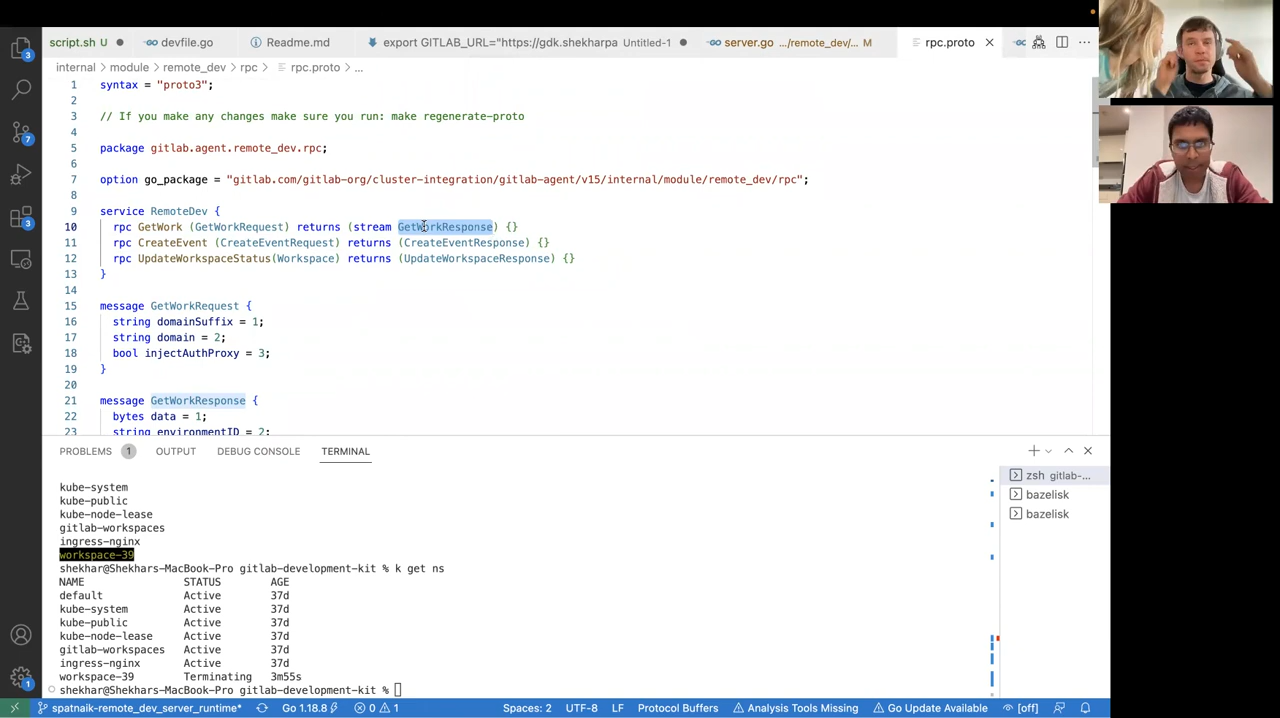 script.sh U
devfile.go
Readme.md
export GITLAB_URL="https://gdk.shekharpa Untitled-1
server.go .../remote_dev/... M
rpc.proto
internal > module > remote_dev > rpc > rpc.proto > ...
1 syntax = "proto3";
2
3 // If you make any changes make sure you run: make regenerate-proto
4
5 package gitlab.agent.remote_dev.rpc;
6
7 option go_package = "gitlab.com/gitlab-org/cluster-integration/gitlab-agent/v15/internal/module/remote_dev/rpc";
8
9 service RemoteDev {
10 rpc GetWork (GetWorkRequest) returns (stream GetWorkResponse) {}
11 rpc CreateEvent (CreateEventRequest) returns (CreateEventResponse) {}
12 rpc UpdateWorkspaceStatus(Workspace) returns (UpdateWorkspaceResponse) {}
13 }
14
15 message GetWorkRequest {
16 string domainSuffix = 1;
17 string domain = 2;
18 bool injectAuthProxy = 3;
19 }
20
21 message GetWorkResponse {
22 bytes data = 1;
23 string environmentID = 2;
3
7
3
1
PROBLEMS 1 OUTPUT DEBUG CONSOLE TERMINAL
kube-system
kube-public
kube-node-lease
gitlab-workspaces
ingress-nginx
workspace-39
shekhar@Shekhars-MacBook-Pro gitlab-development-kit % k get ns
NAME STATUS AGE
default Active 37d
kube-system Active 37d
kube-public Active 37d
kube-node-lease Active 37d
gitlab-workspaces Active 37d
ingress-nginx Active 37d
workspace-39 Terminating 3m55s
shekhar@Shekhars-MacBook-Pro gitlab-development-kit %
zsh gitlab-...
bazelisk
bazelisk
spatnaik-remote_dev_server_runtime* Go 1.18.8 0 1 Spaces: 2 UTF-8 LF Protocol Buffers Analysis Tools Missing Go Update Available [off]